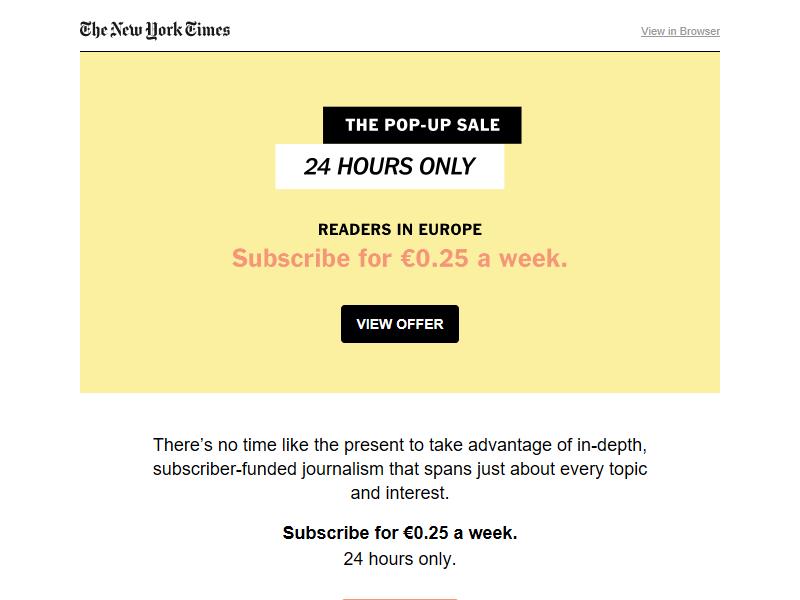 The New York Times
View in Browser
THE POP-UP SALE
24 HOURS ONLY
READERS IN EUROPE
Subscribe for €0.25 a week.
VIEW OFFER
There’s no time like the present to take advantage of in-depth,
subscriber-funded journalism that spans just about every topic
and interest.
Subscribe for €0.25 a week.
24 hours only.